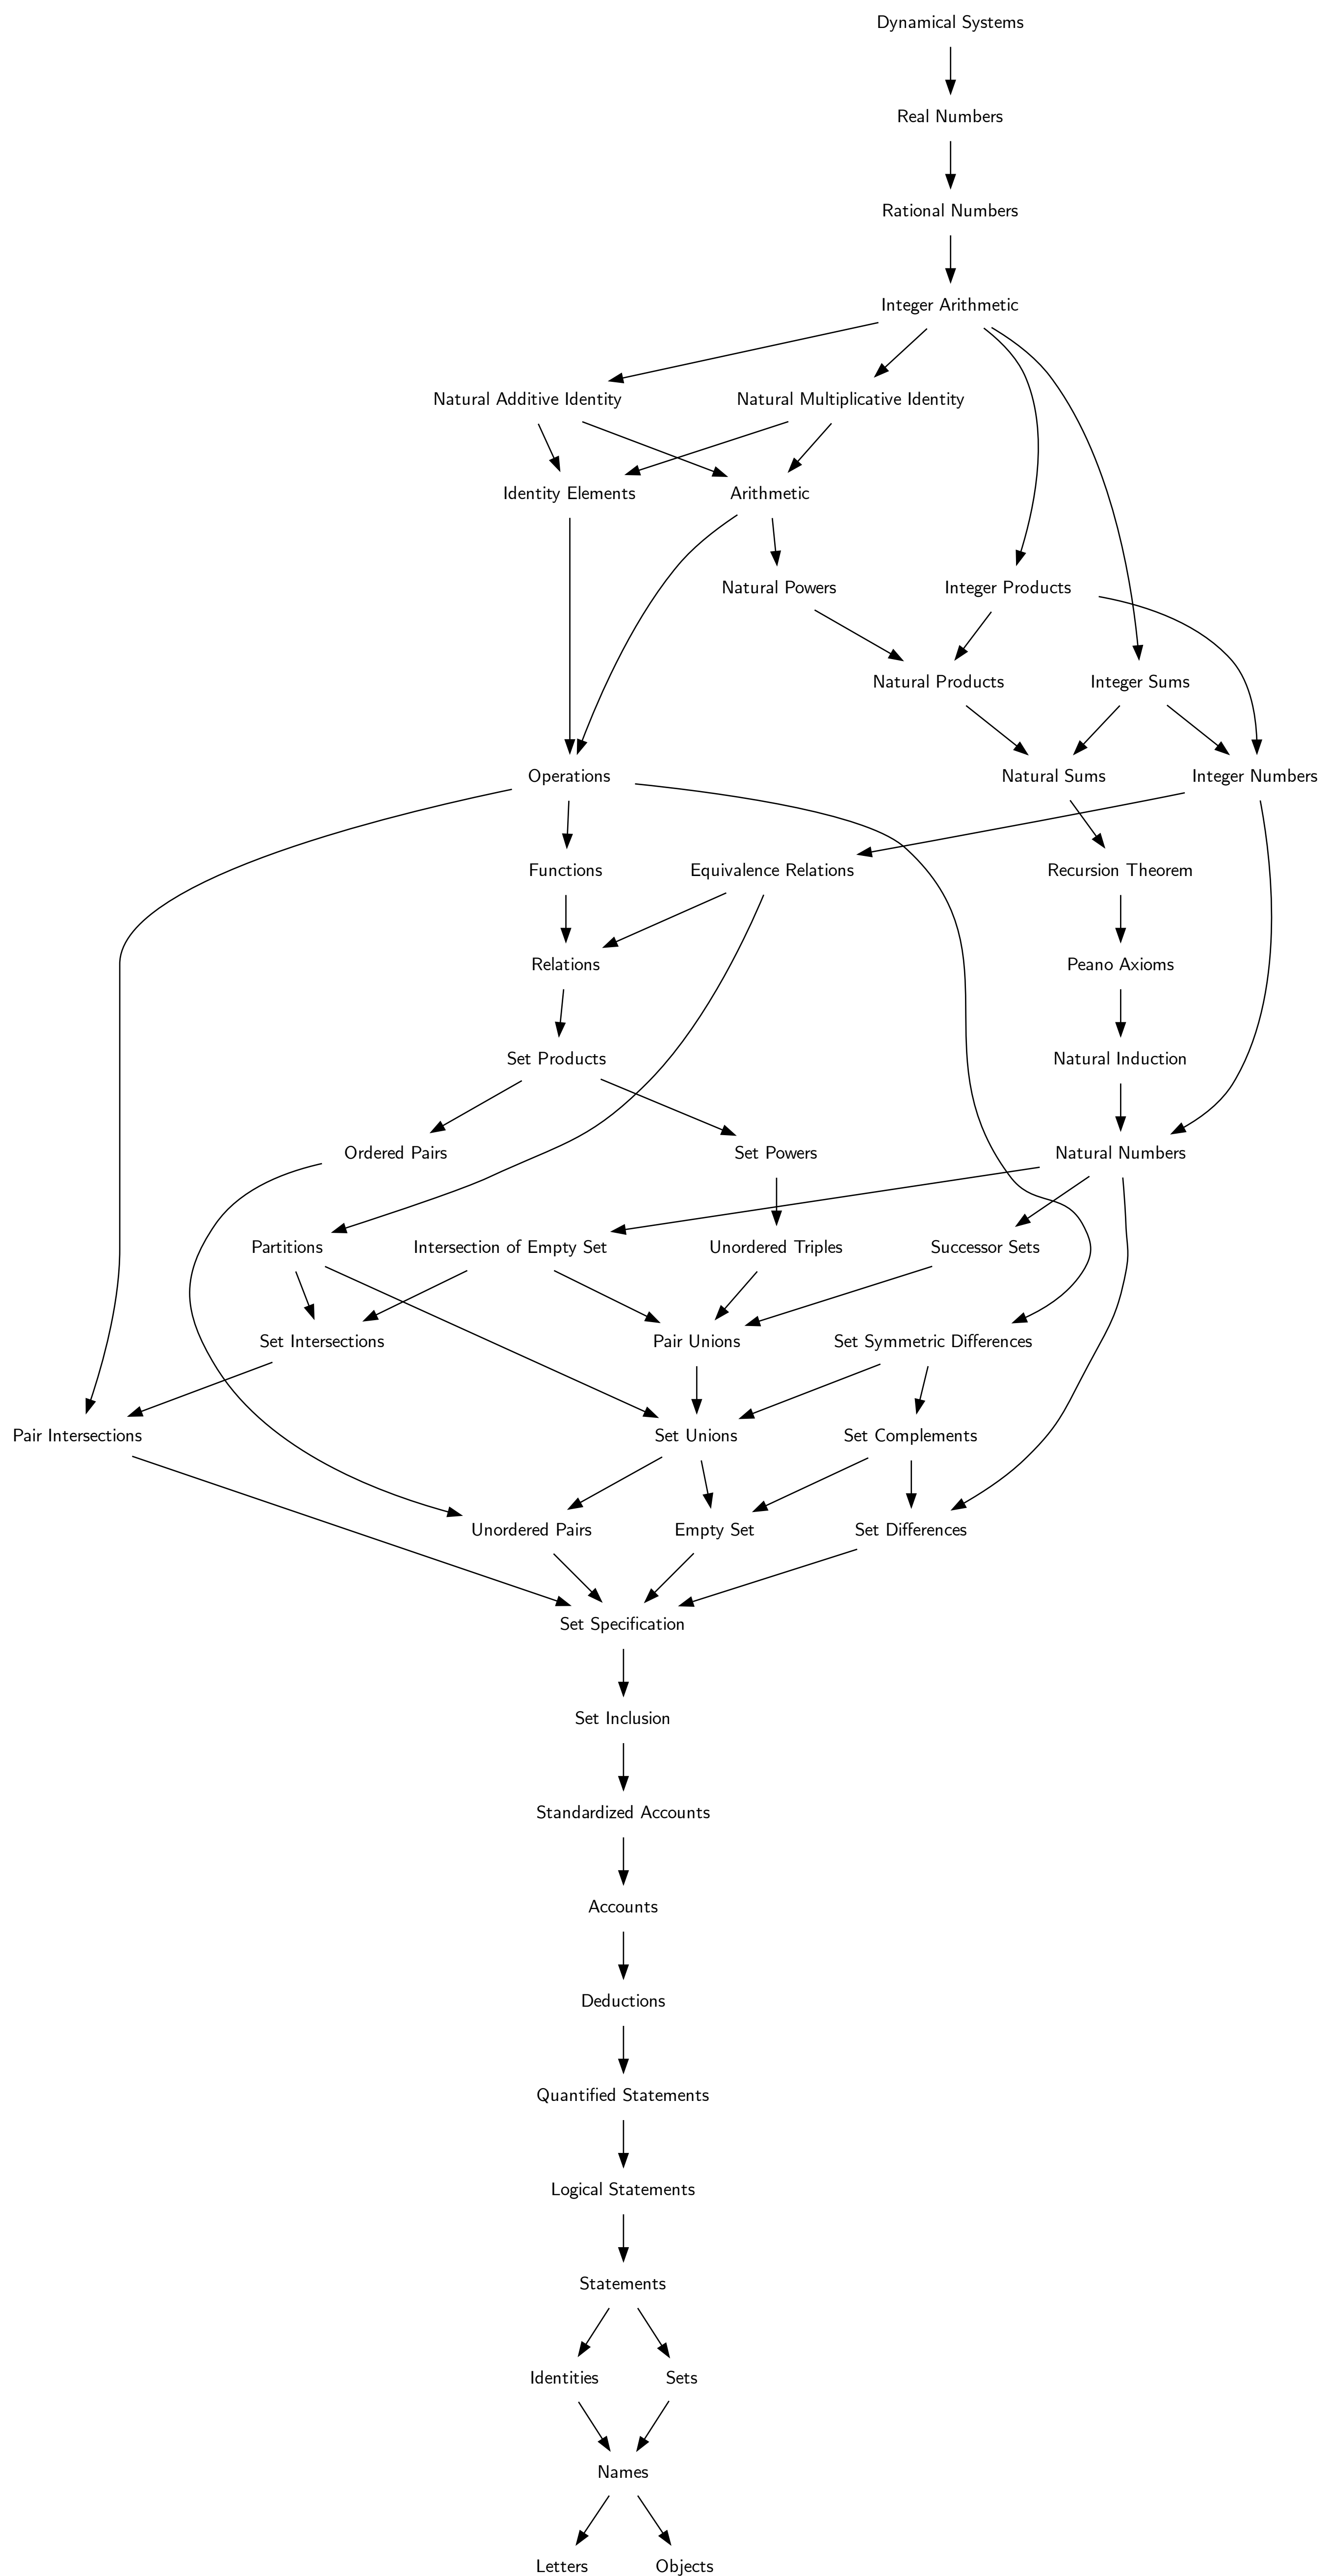 Dynamical Systems
Real Numbers
Rational Numbers
Integer Arithmetic
Natural Additive Identity
Natural Multiplicative Identity
Identity Elements
Arithmetic
Natural Powers
Integer Products
Natural Products
Integer Sums
Operations
Natural Sums
Integer Numbers
Functions
Equivalence Relations
Recursion Theorem
Relations
Peano Axioms
Set Products
Natural Induction
Ordered Pairs
Set Powers
Natural Numbers
Partitions
Intersection of Empty Set
Unordered Triples
Successor Sets
Set Intersections
Pair Unions
Set Symmetric Differences
Pair Intersections
Set Unions
Set Complements
Unordered Pairs
Empty Set
Set Differences
Set Specification
Set Inclusion
Standardized Accounts
Accounts
Deductions
Quantified Statements
Logical Statements
Statements
Identities
Sets
Names
Letters
Objects